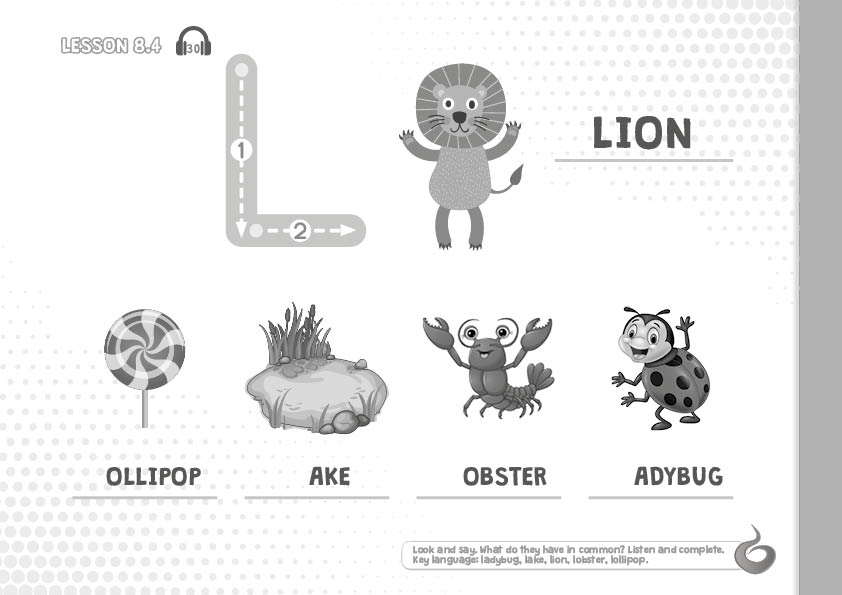 LESSON 8.4
30
1
2
LION
OLLIPOP
AKE
OBSTER
ADYBUG
Look and say. What do they have in common? Listen and complete.
Key language: ladybug, lake, lion, lobster, lollipop.